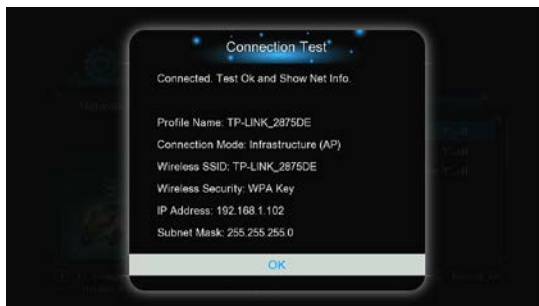 Connection Test
Connected. Test Ok and Show Net Info.
Profile Name: TP-LINK_2875DE
Connection Mode: Infrastructure (AP)
Wireless SSID: TP-LINK_2875DE
Wireless Security: WPA Key
IP Address: 192.168.1.102
Subnet Mask: 255.255.255.0
OK